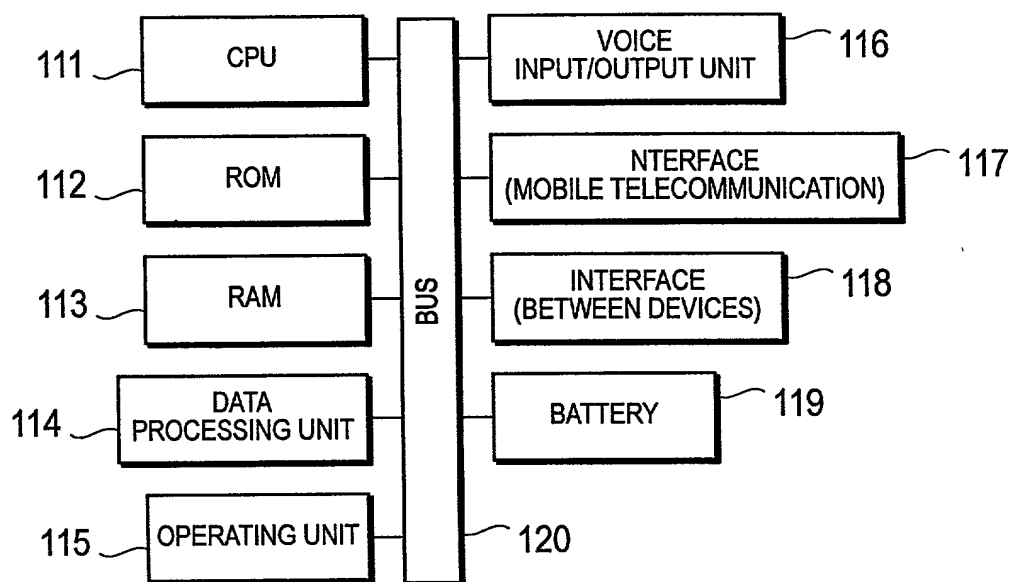 111
CPU
112
ROM
113
RAM
114
DATA
PROCESSING UNIT
115
OPERATING UNIT
BUS
120
VOICE
INPUT/OUTPUT UNIT
116
NTERFACE
(MOBILE TELECOMMUNICATION)
117
INTERFACE
(BETWEEN DEVICES)
118
BATTERY
119